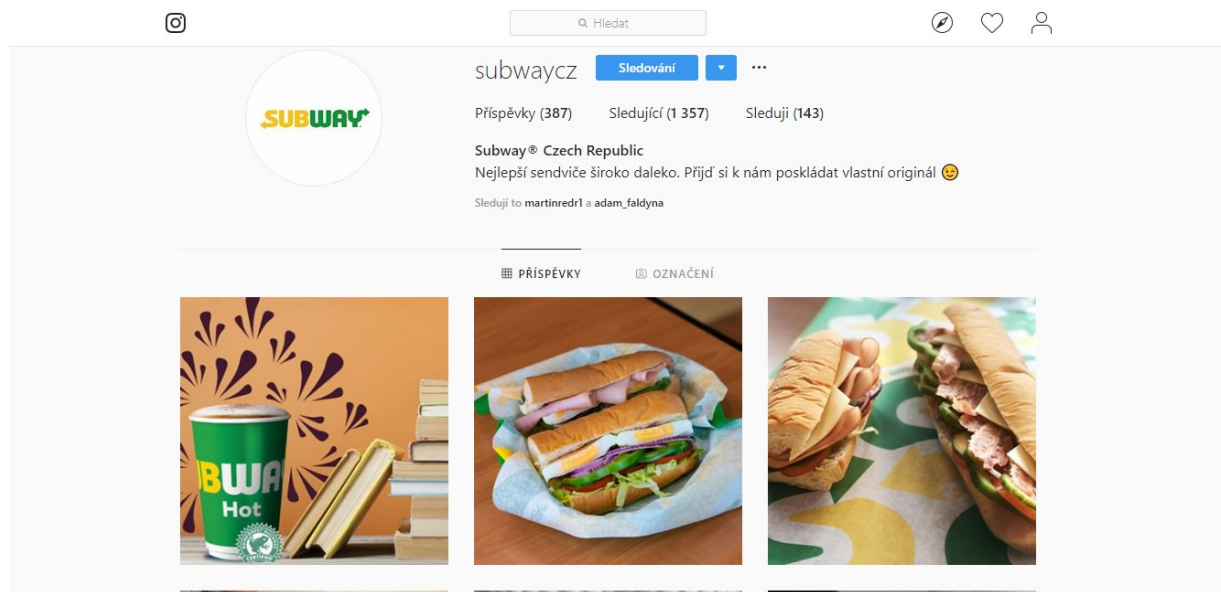 Hledat
subwaycz Sledování
Příspěvky (387) Sledující (1 357) Sleduji (143)
SUBWAY
Subway® Czech Republic
Nejlepší sendviče široko daleko. Přijď si k nám poskládat vlastní originál
Sledují to martinredr1 a adam_faldyna
PŘÍSPĚVKY OZNAČENÍ
BWA
Hot
CERTIFIED